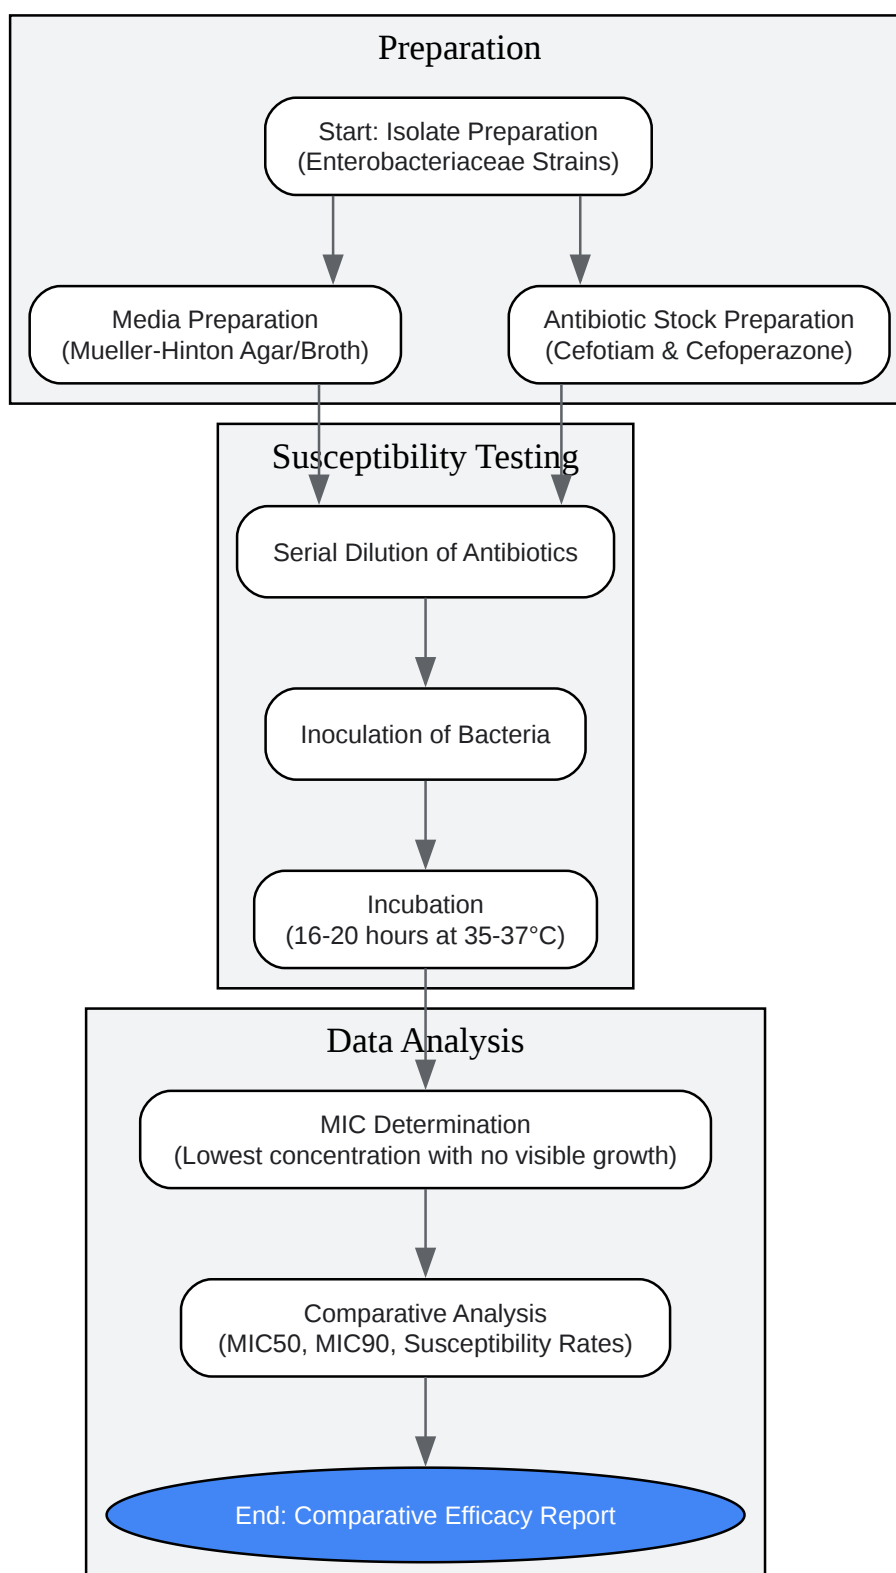 Preparation
Start: Isolate Preparation
(Enterobacteriaceae Strains)
Media Preparation
(Mueller-Hinton Agar/Broth)
Antibiotic Stock Preparation
(Cefotiam & Cefoperazone)
Susceptibility Testing
Serial Dilution of Antibiotics
Inoculation of Bacteria
Incubation
(16-20 hours at 35-37°C)
Data Analysis
MIC Determination
(Lowest concentration with no visible growth)
Comparative Analysis
(MIC50, MIC90, Susceptibility Rates)
End: Comparative Efficacy Report